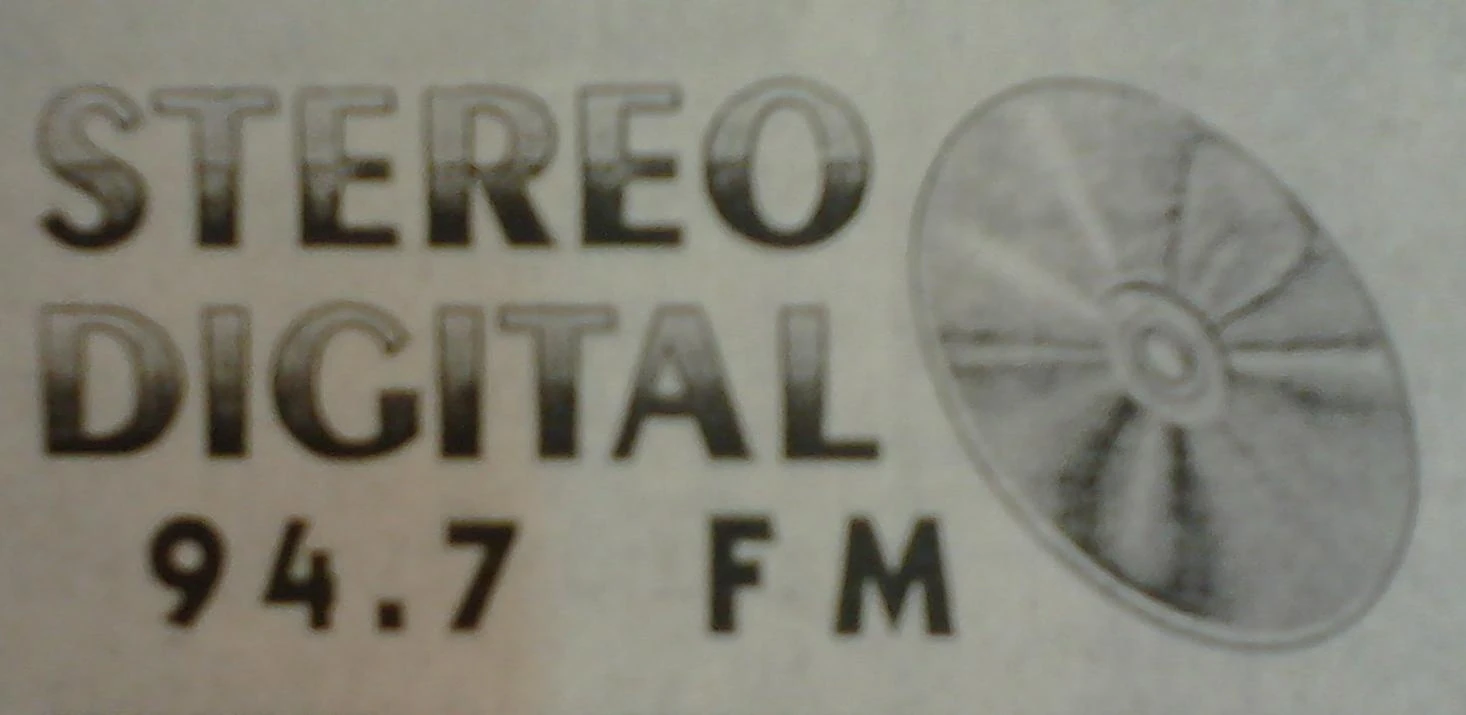 STEREO
DIGITAL
94.7 FM